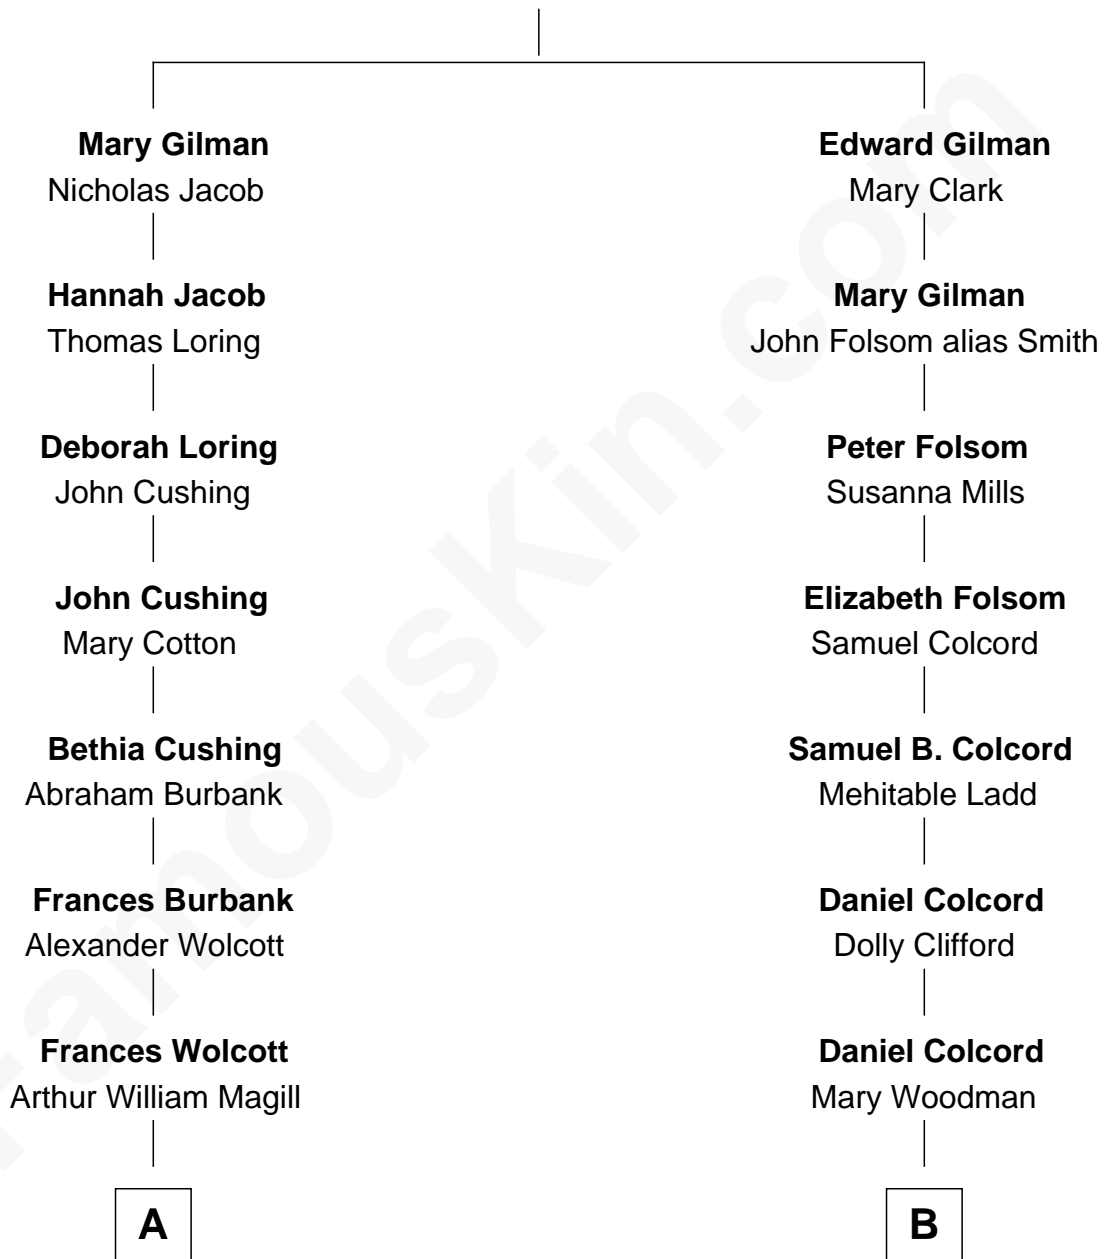 Mary Gilman
Nicholas Jacob
Hannah Jacob
Thomas Loring
Deborah Loring
John Cushing
John Cushing
Mary Cotton
Bethia Cushing
Abraham Burbank
Frances Burbank
Alexander Wolcott
Frances Wolcott
Arthur William Magill
A
Edward Gilman
Mary Clark
Mary Gilman
John Folsom alias Smith
Peter Folsom
Susanna Mills
Elizabeth Folsom
Samuel Colcord
Samuel B. Colcord
Mehitable Ladd
Daniel Colcord
Dolly Clifford
Daniel Colcord
Mary Woodman
B
FamousKin.com